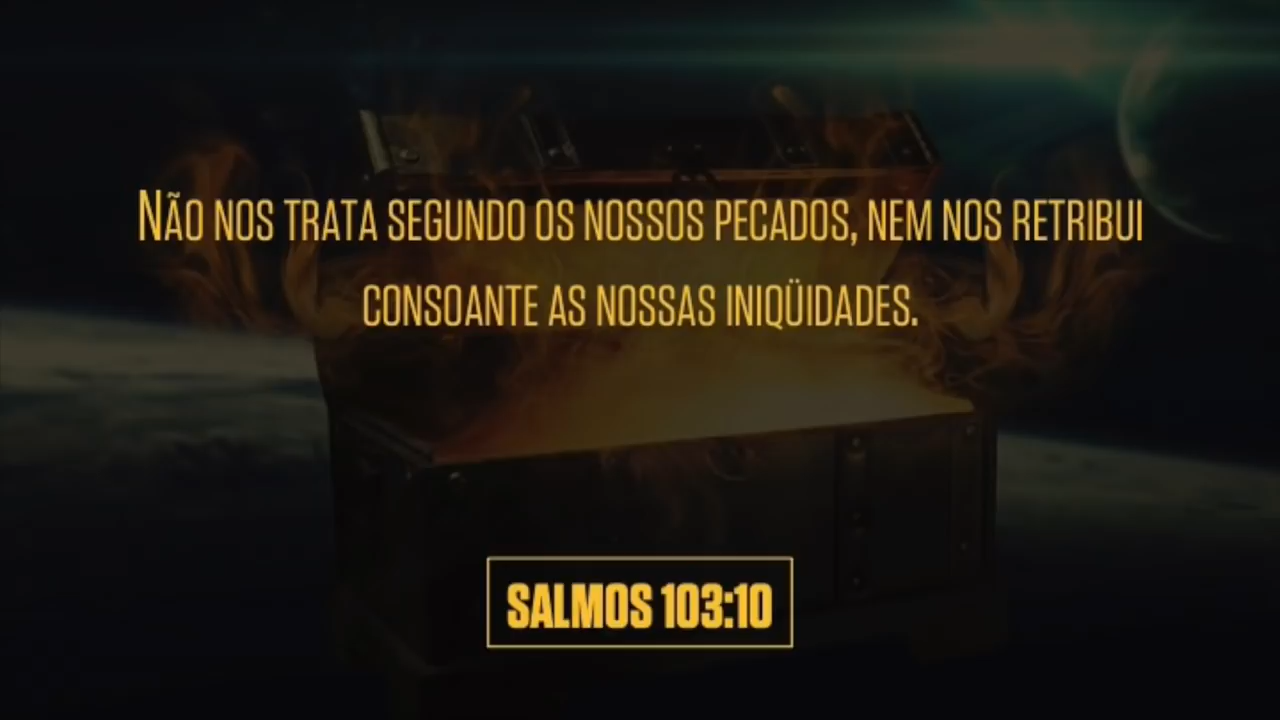 Não nos trata segundo os nossos pecados, nem nos retribui
consoante as nossas iniqüidades.
SALMOS 103:10